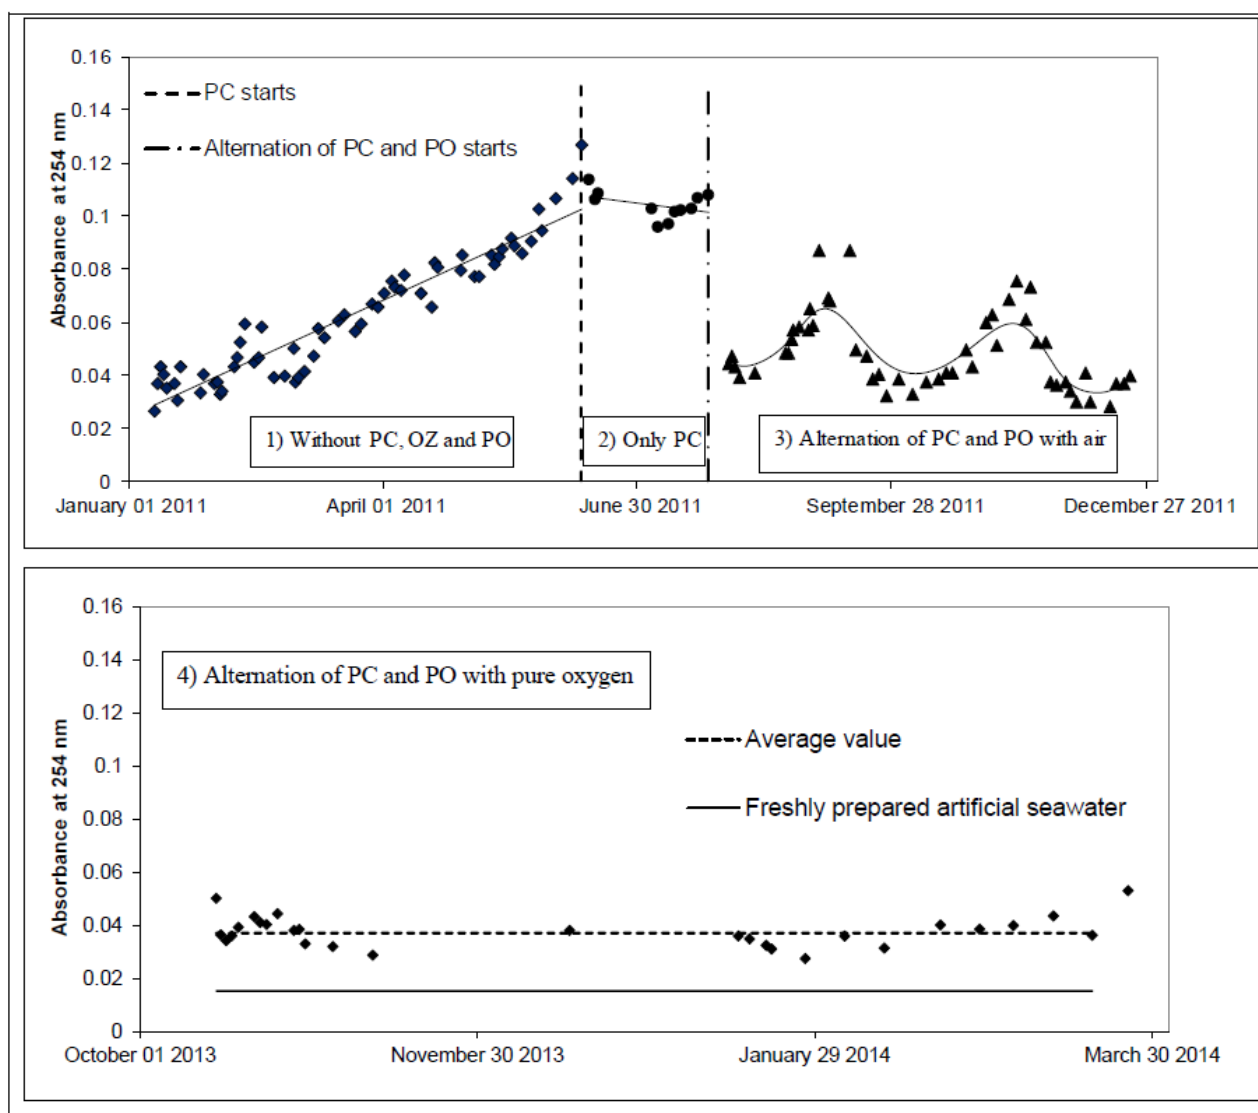 0.16
PC starts
0.14
Alternation of PC and PO starts
0.12
0.1
0.08
0.06
0.04
0.02
0
Absorbance at 254 nm
1) Without PC, OZ and PO
2) Only PC
3) Alternation of PC and PO with air
January 01 2011
April 01 2011
June 30 2011
September 28 2011
December 27 2011
0.16
0.14
4) Alternation of PC and PO with pure oxygen
0.12
Average value
0.1
Freshly prepared artificial seawater
0.08
0.06
0.04
0.02
0
Absorbance at 254 nm
October 01 2013
November 30 2013
January 29 2014
March 30 2014